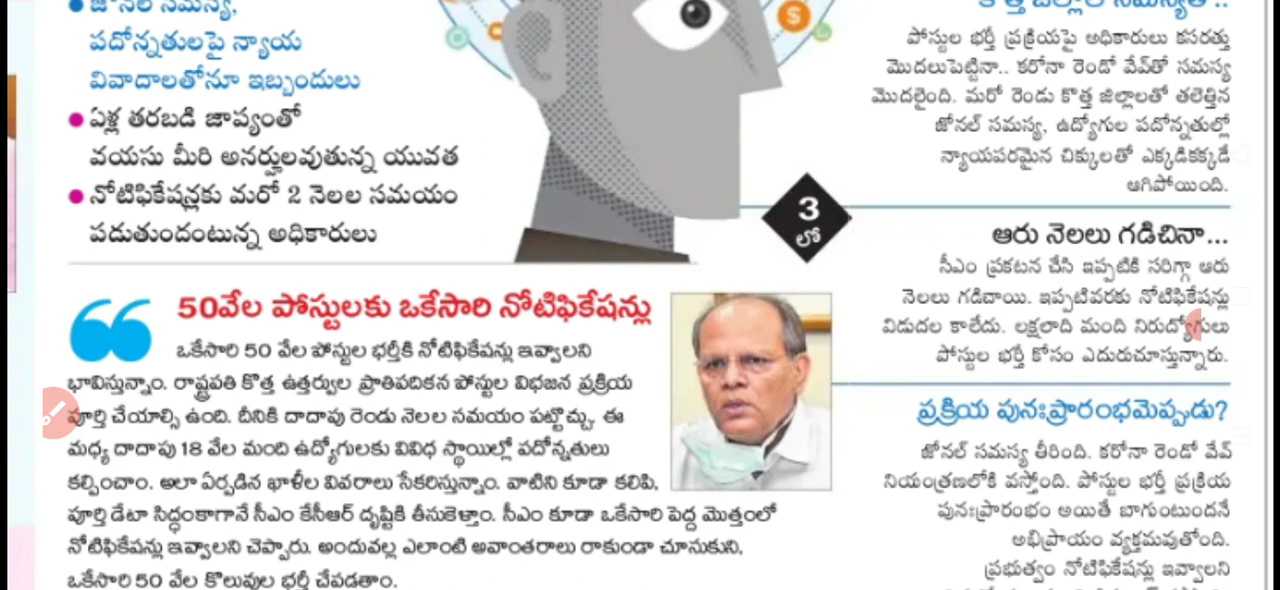 జోనల్ సమస్య,
పదోన్నతులపై న్యాయ
వివాదాలతోనూ ఇబ్బందులు
ఏళ్ల తరబడి జాప్యంతో
వయసు మీరి అనర్హులవుతున్న యువత
నోటిఫికేషన్లకు మరో 2 నెలల సమయం
పడుతుందంటున్న అధికారులు
3
లో
50వేల పోస్టులకు ఒకేసారి నోటిఫికేషన్లు
ఒకేసారి 50 వేల పోస్టుల భర్తీకి నోటిఫికేషన్లు ఇవ్వాలని
భావిస్తున్నాం. రాష్ట్రపతి కొత్త ఉత్తర్వుల ప్రాతిపదికన పోస్టుల విభజన ప్రక్రియ
పూర్తి చేయాల్సి ఉంది. దీనికి దాదాపు రెండు నెలల సమయం పట్టొచ్చు. ఈ
మధ్య దాదాపు 18 వేల మంది ఉద్యోగులకు వివిధ స్థాయిల్లో పదోన్నతులు
కల్పించాం. అలా ఏర్పడిన ఖాళీల వివరాలు సేకరిస్తున్నాం. వాటిని కూడా కలిపి,
పూర్తి డేటా సిద్ధంకాగానే సీఎం కేసీఆర్ దృష్టికి తీసుకెళ్తాం. సీఎం కూడా ఒకేసారి పెద్ద మొత్తంలో
నోటిఫికేషన్లు ఇవ్వాలని చెప్పారు. అందువల్ల ఎలాంటి అవాంతరాలు రాకుండా చూసుకుని,
ఒకేసారి 50 వేల కొలువుల భర్తీ చేపడతాం.
కొత్త జిల్లాల సమస్యతో..
పోస్టుల భర్తీ ప్రక్రియపై అధికారులు కసరత్తు
మొదలుపెట్టినా.. కరోనా రెండో వేవ్‌తో సమస్య
మొదలైంది. మరో రెండు కొత్త జిల్లాలతో తలెత్తిన
జోనల్ సమస్య, ఉద్యోగుల పదోన్నతుల్లో
న్యాయపరమైన చిక్కులతో ఎక్కడికక్కడే
ఆగిపోయింది.
ఆరు నెలలు గడిచినా...
సీఎం ప్రకటన చేసి ఇప్పటికి సరిగ్గా ఆరు
నెలలు గడిచాయి. ఇప్పటివరకు నోటిఫికేషన్లు
విడుదల కాలేదు. లక్షలాది మంది నిరుద్యోగులు
పోస్టుల భర్తీ కోసం ఎదురుచూస్తున్నారు.
ప్రక్రియ పునఃప్రారంభమెప్పుడు?
జోనల్ సమస్య తీరింది. కరోనా రెండో వేవ్
నియంత్రణలోకి వస్తోంది. పోస్టుల భర్తీ ప్రక్రియ
పునఃప్రారంభం అయితే బాగుంటుందనే
అభిప్రాయం వ్యక్తమవుతోంది.
ప్రభుత్వం నోటిఫికేషన్లు ఇవ్వాలని